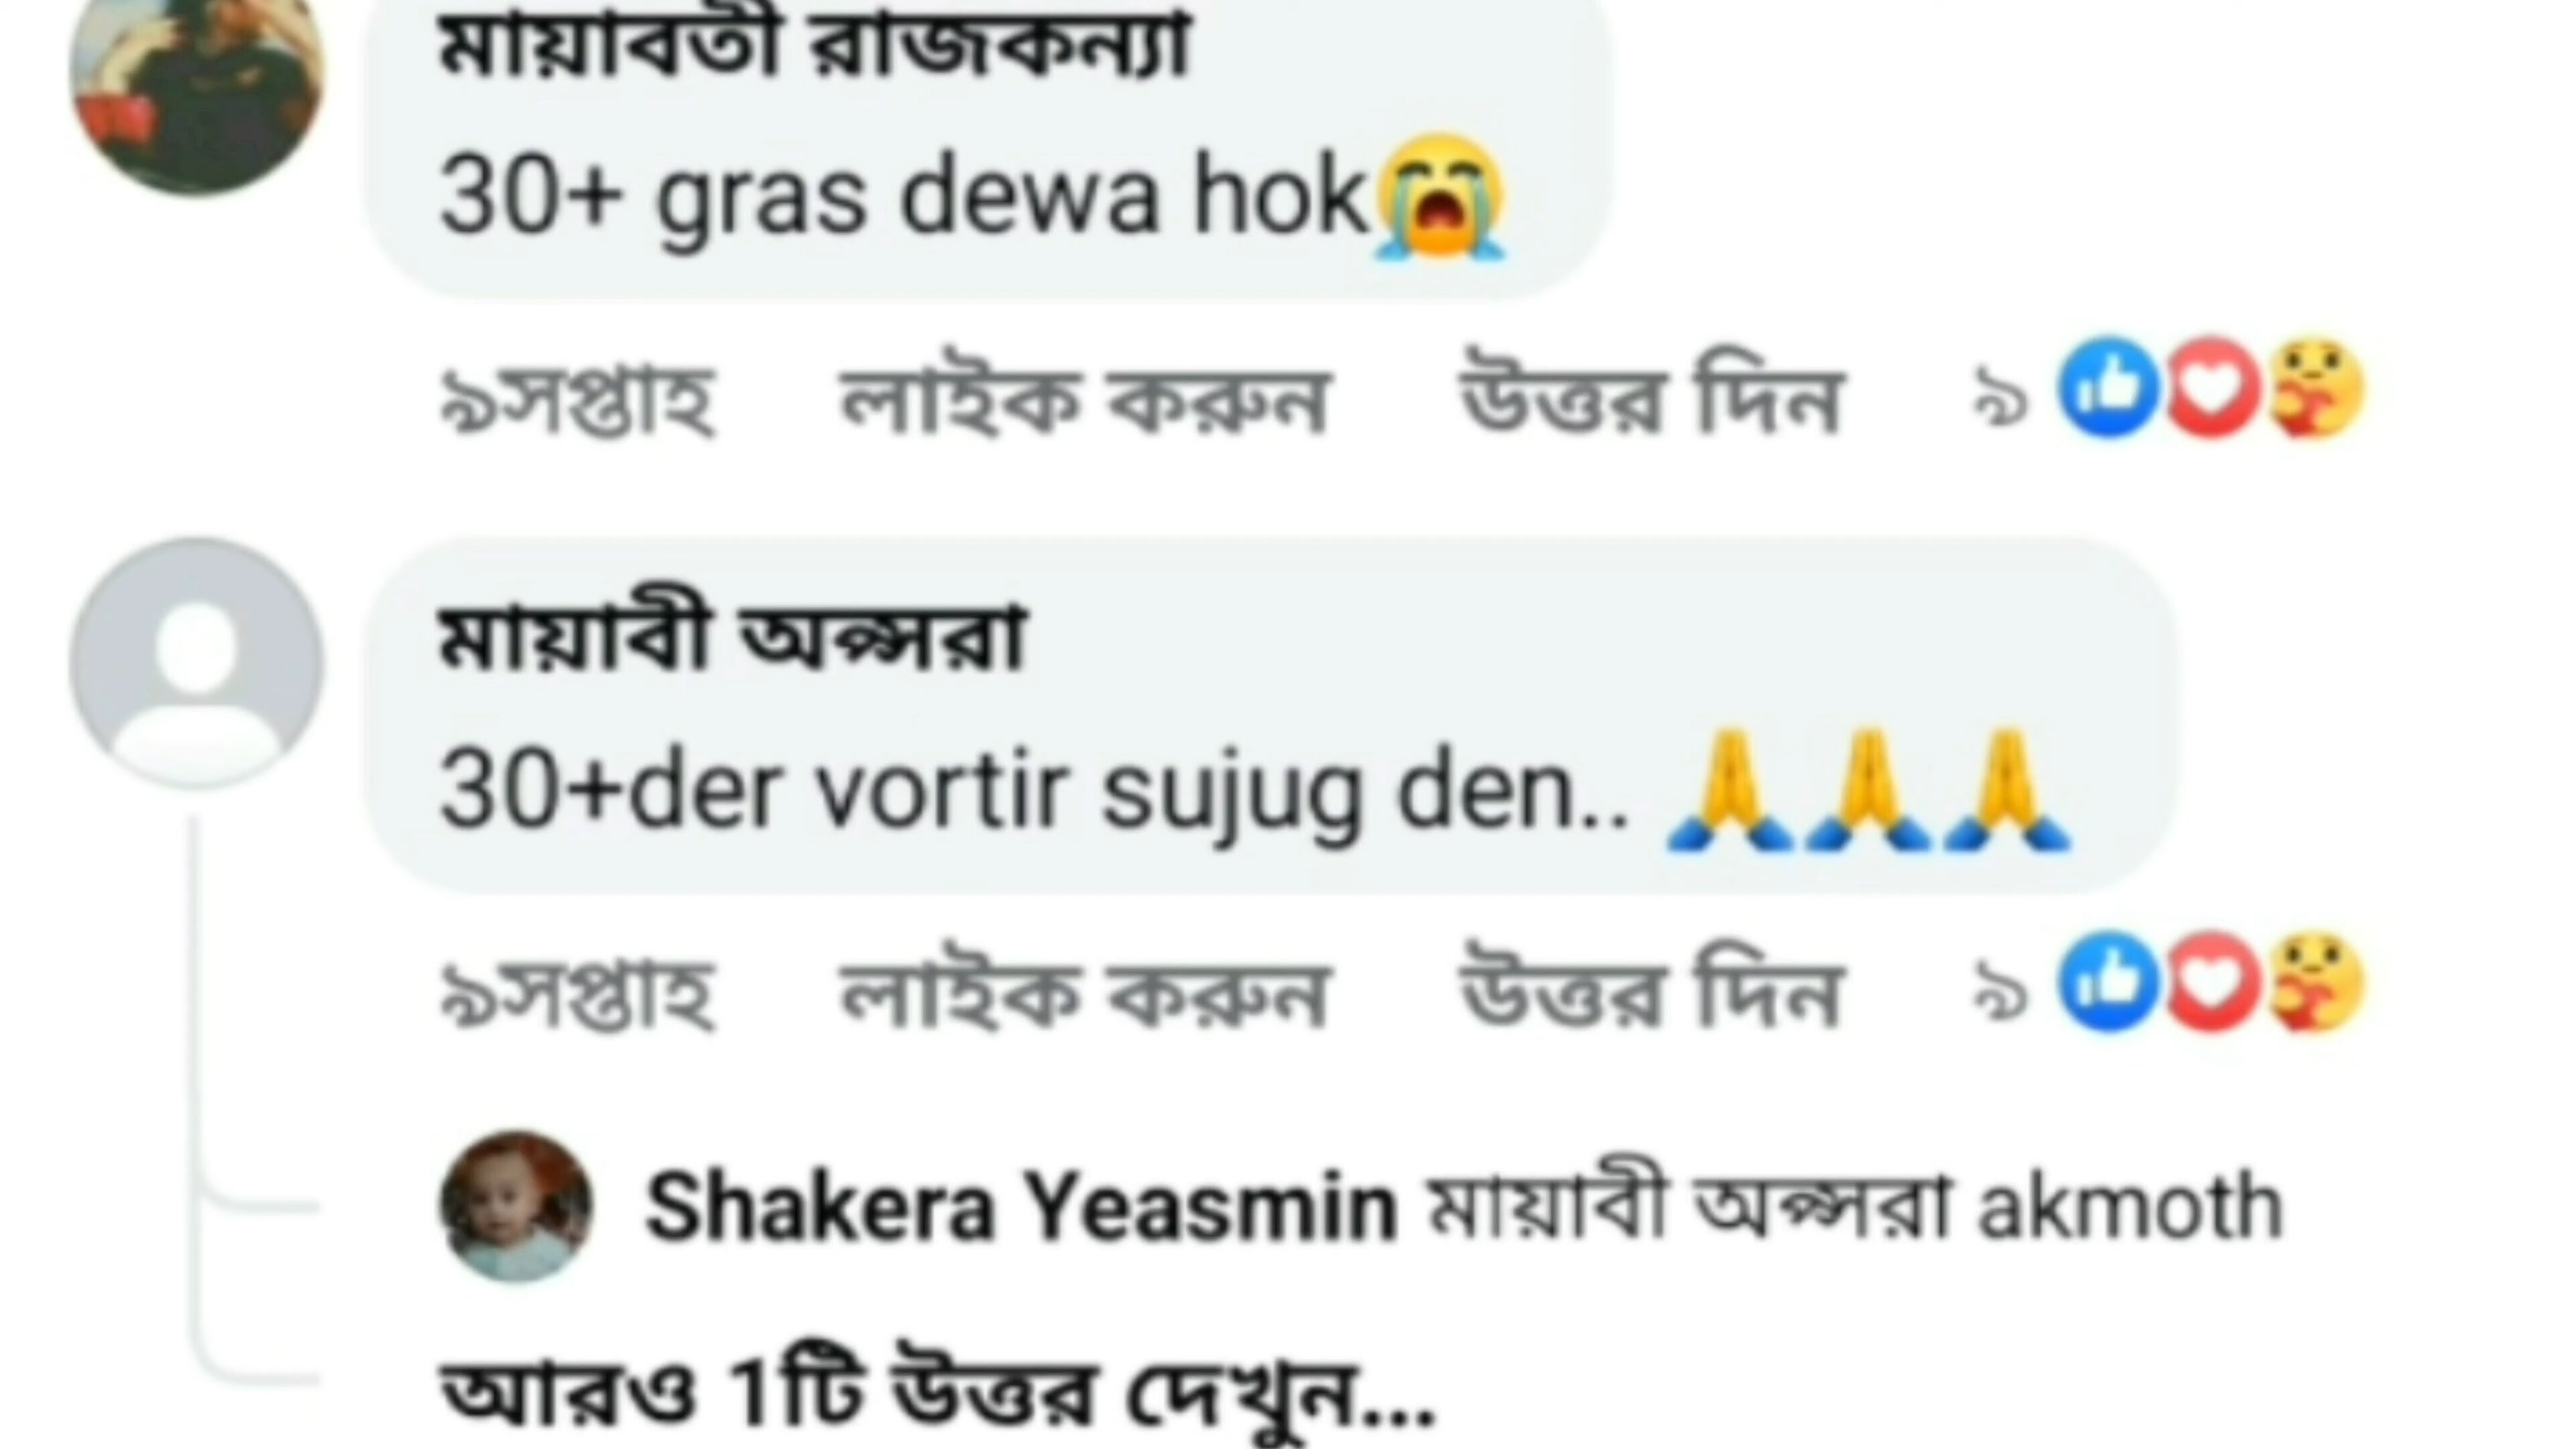 মায়াবতী রাজকন্যা
30+ gras dewa hok😭
৯সপ্তাহ লাইক করুন উত্তর দিন ৯
মায়াবী অপ্সরা
30+der vortir sujug den.. 🙏🙏🙏
৯সপ্তাহ লাইক করুন উত্তর দিন ৯
Shakera Yeasmin মায়াবী অপ্সরা akmoth
আরও 1টি উত্তর দেখুন...